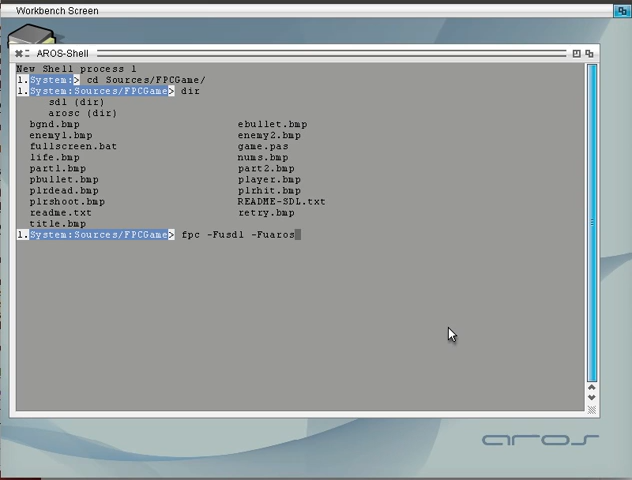 Workbench Screen
AROS-Shell
New Shell process 1
1.System:> cd Sources/FPCGame/
1.System:Sources/FPCGame> dir
sdl (dir)
arosc (dir)
bgnd.bmp ebullet.bmp
enemy1.bmp enemy2.bmp
fullscreen.bat game.pas
life.bmp nums.bmp
part1.bmp part2.bmp
pbullet.bmp player.bmp
plrdead.bmp plrhit.bmp
plrshoot.bmp README-SDL.txt
readme.txt retry.bmp
title.bmp
1.System:Sources/FPCGame> fpc -Fusdl -Fuaros
aros